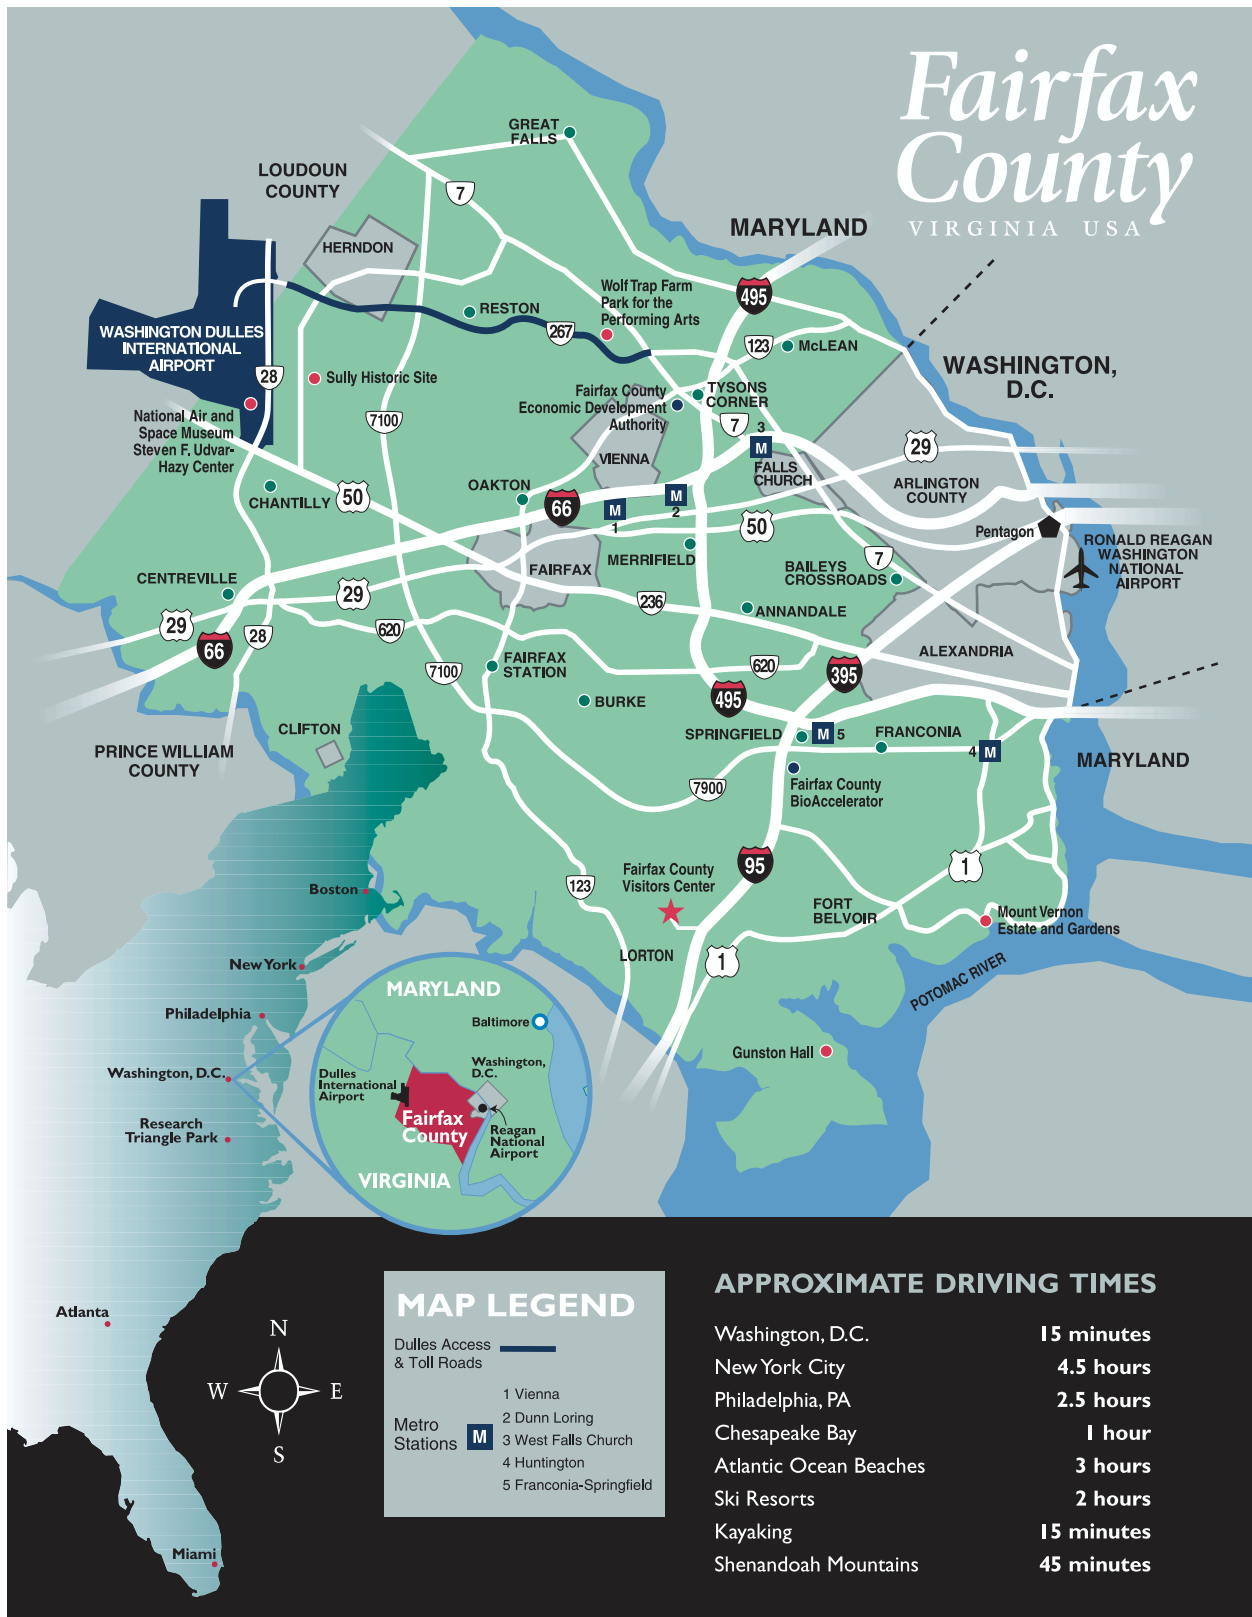 Fairfax
County
VIRGINIA USA
GREAT
FALLS
LOUDOUN
COUNTY
7
MARYLAND
HERNDON
495
Wolf Trap Farm
Park for the
Performing Arts
RESTON
267
WASHINGTON DULLES
INTERNATIONAL
AIRPORT
123
McLEAN
WASHINGTON,
D.C.
28
Sully Historic Site
Fairfax County
Economic Development
Authority
TYSONS
CORNER
National Air and
Space Museum
Steven F. Udvar-
Hazy Center
7100
7
3
M
29
VIENNA
FALLS
CHURCH
ARLINGTON
COUNTY
CHANTILLY
50
OAKTON
66
M
1
M
2
50
Pentagon
RONALD REAGAN
WASHINGTON
NATIONAL
AIRPORT
MERRIFIELD
7
BAILEYS
CROSSROADS
FAIRFAX
CENTREVILLE
29
236
ANNANDALE
29
28
66
620
ALEXANDRIA
FAIRFAX
STATION
7100
620
395
BURKE
495
CLIFTON
SPRINGFIELD
M 5
FRANCONIA
4 M
PRINCE WILLIAM
COUNTY
MARYLAND
7900
Fairfax County
BioAccelerator
95
1
Fairfax County
Visitors Center
123
Boston
FORT
BELVOIR
Mount Vernon
Estate and Gardens
LORTON
1
New York
POTOMAC RIVER
MARYLAND
Philadelphia
Baltimore
Gunston Hall
Washington, D.C.
Washington,
D.C.
Dulles
International
Airport
Fairfax
County
Research
Triangle Park
Reagan
National
Airport
VIRGINIA
Atlanta
Miami
N
W
E
S
MAP LEGEND
Dulles Access
& Toll Roads
Metro
Stations
M
1 Vienna
2 Dunn Loring
3 West Falls Church
4 Huntington
5 Franconia-Springfield
APPROXIMATE DRIVING TIMES
Washington, D.C. 15 minutes
New York City 4.5 hours
Philadelphia, PA 2.5 hours
Chesapeake Bay 1 hour
Atlantic Ocean Beaches 3 hours
Ski Resorts 2 hours
Kayaking 15 minutes
Shenandoah Mountains 45 minutes